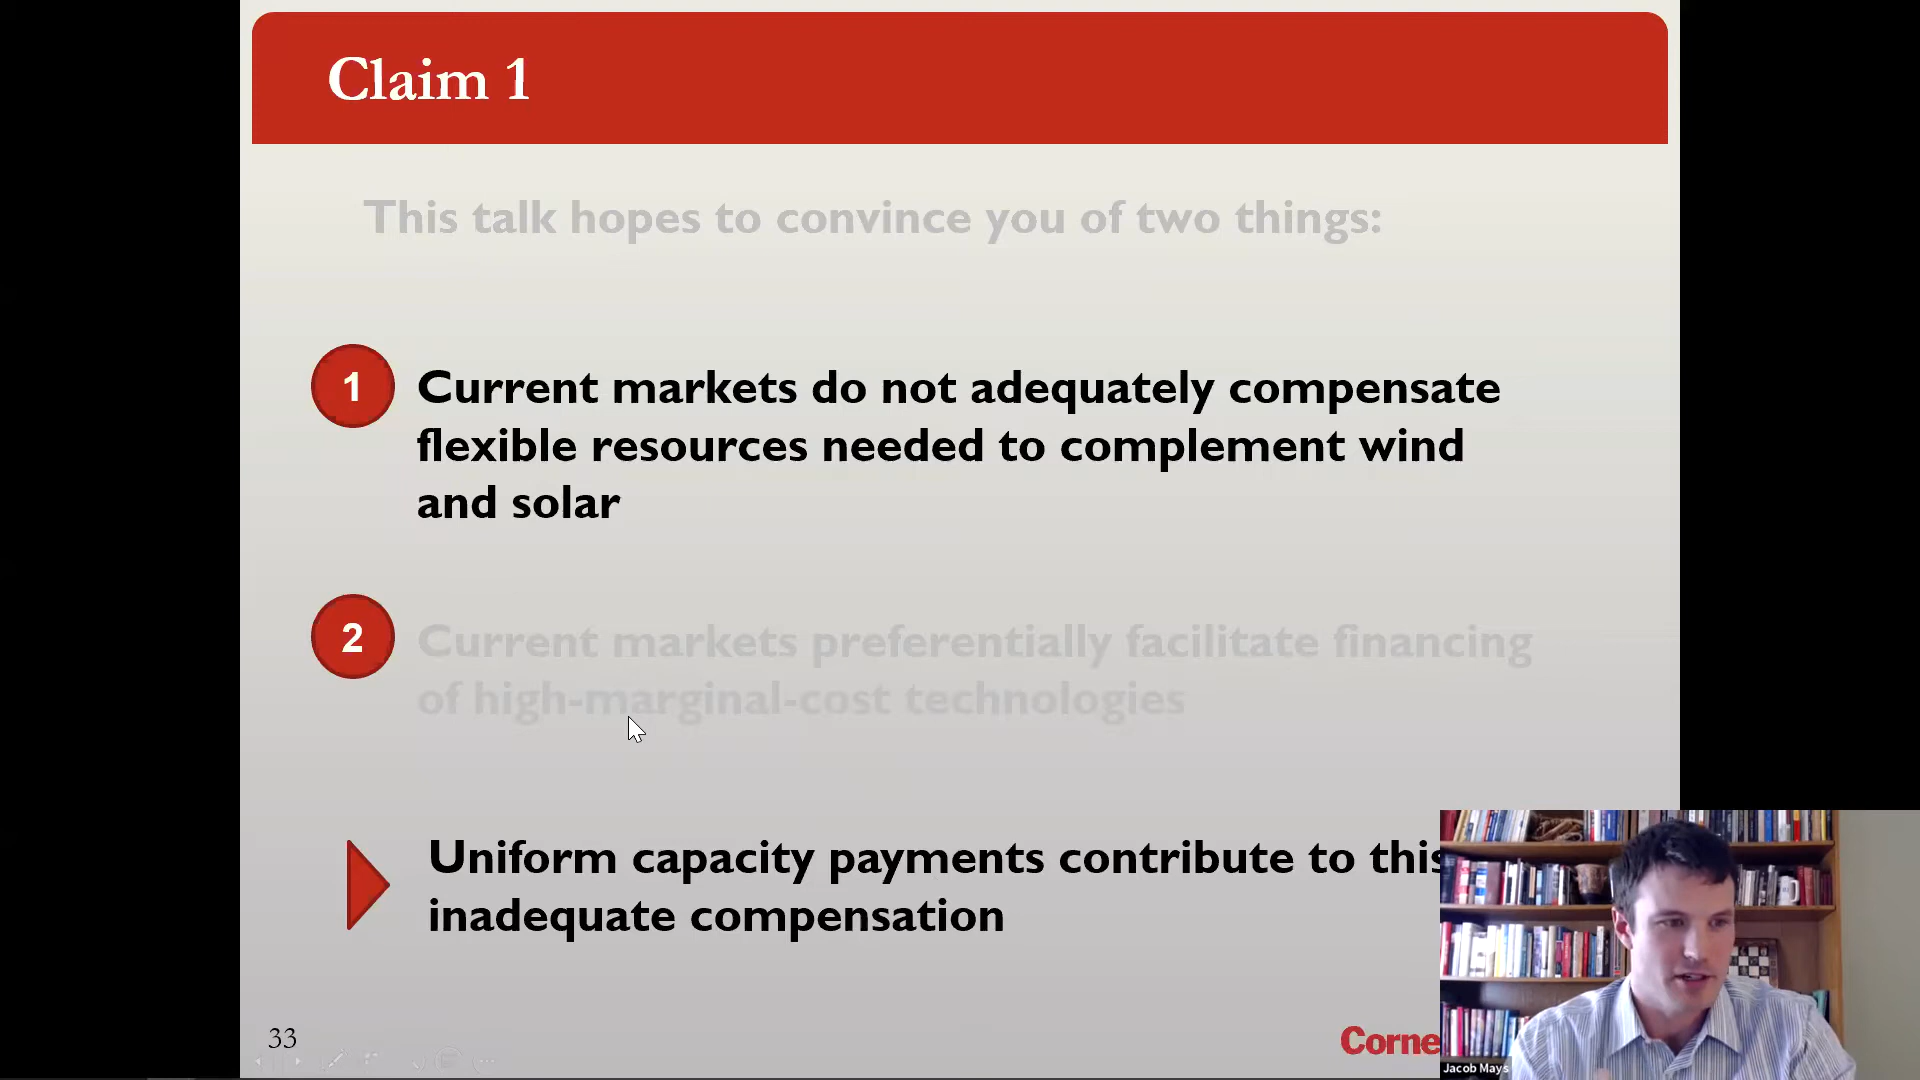 Claim 1
This talk hopes to convince you of two things:
1
Current markets do not adequately compensate
flexible resources needed to complement wind
and solar
2
Current markets preferentially facilitate financing
of high-marginal-cost technologies
Uniform capacity payments contribute to this
inadequate compensation
33
Corne
Jacob Mays